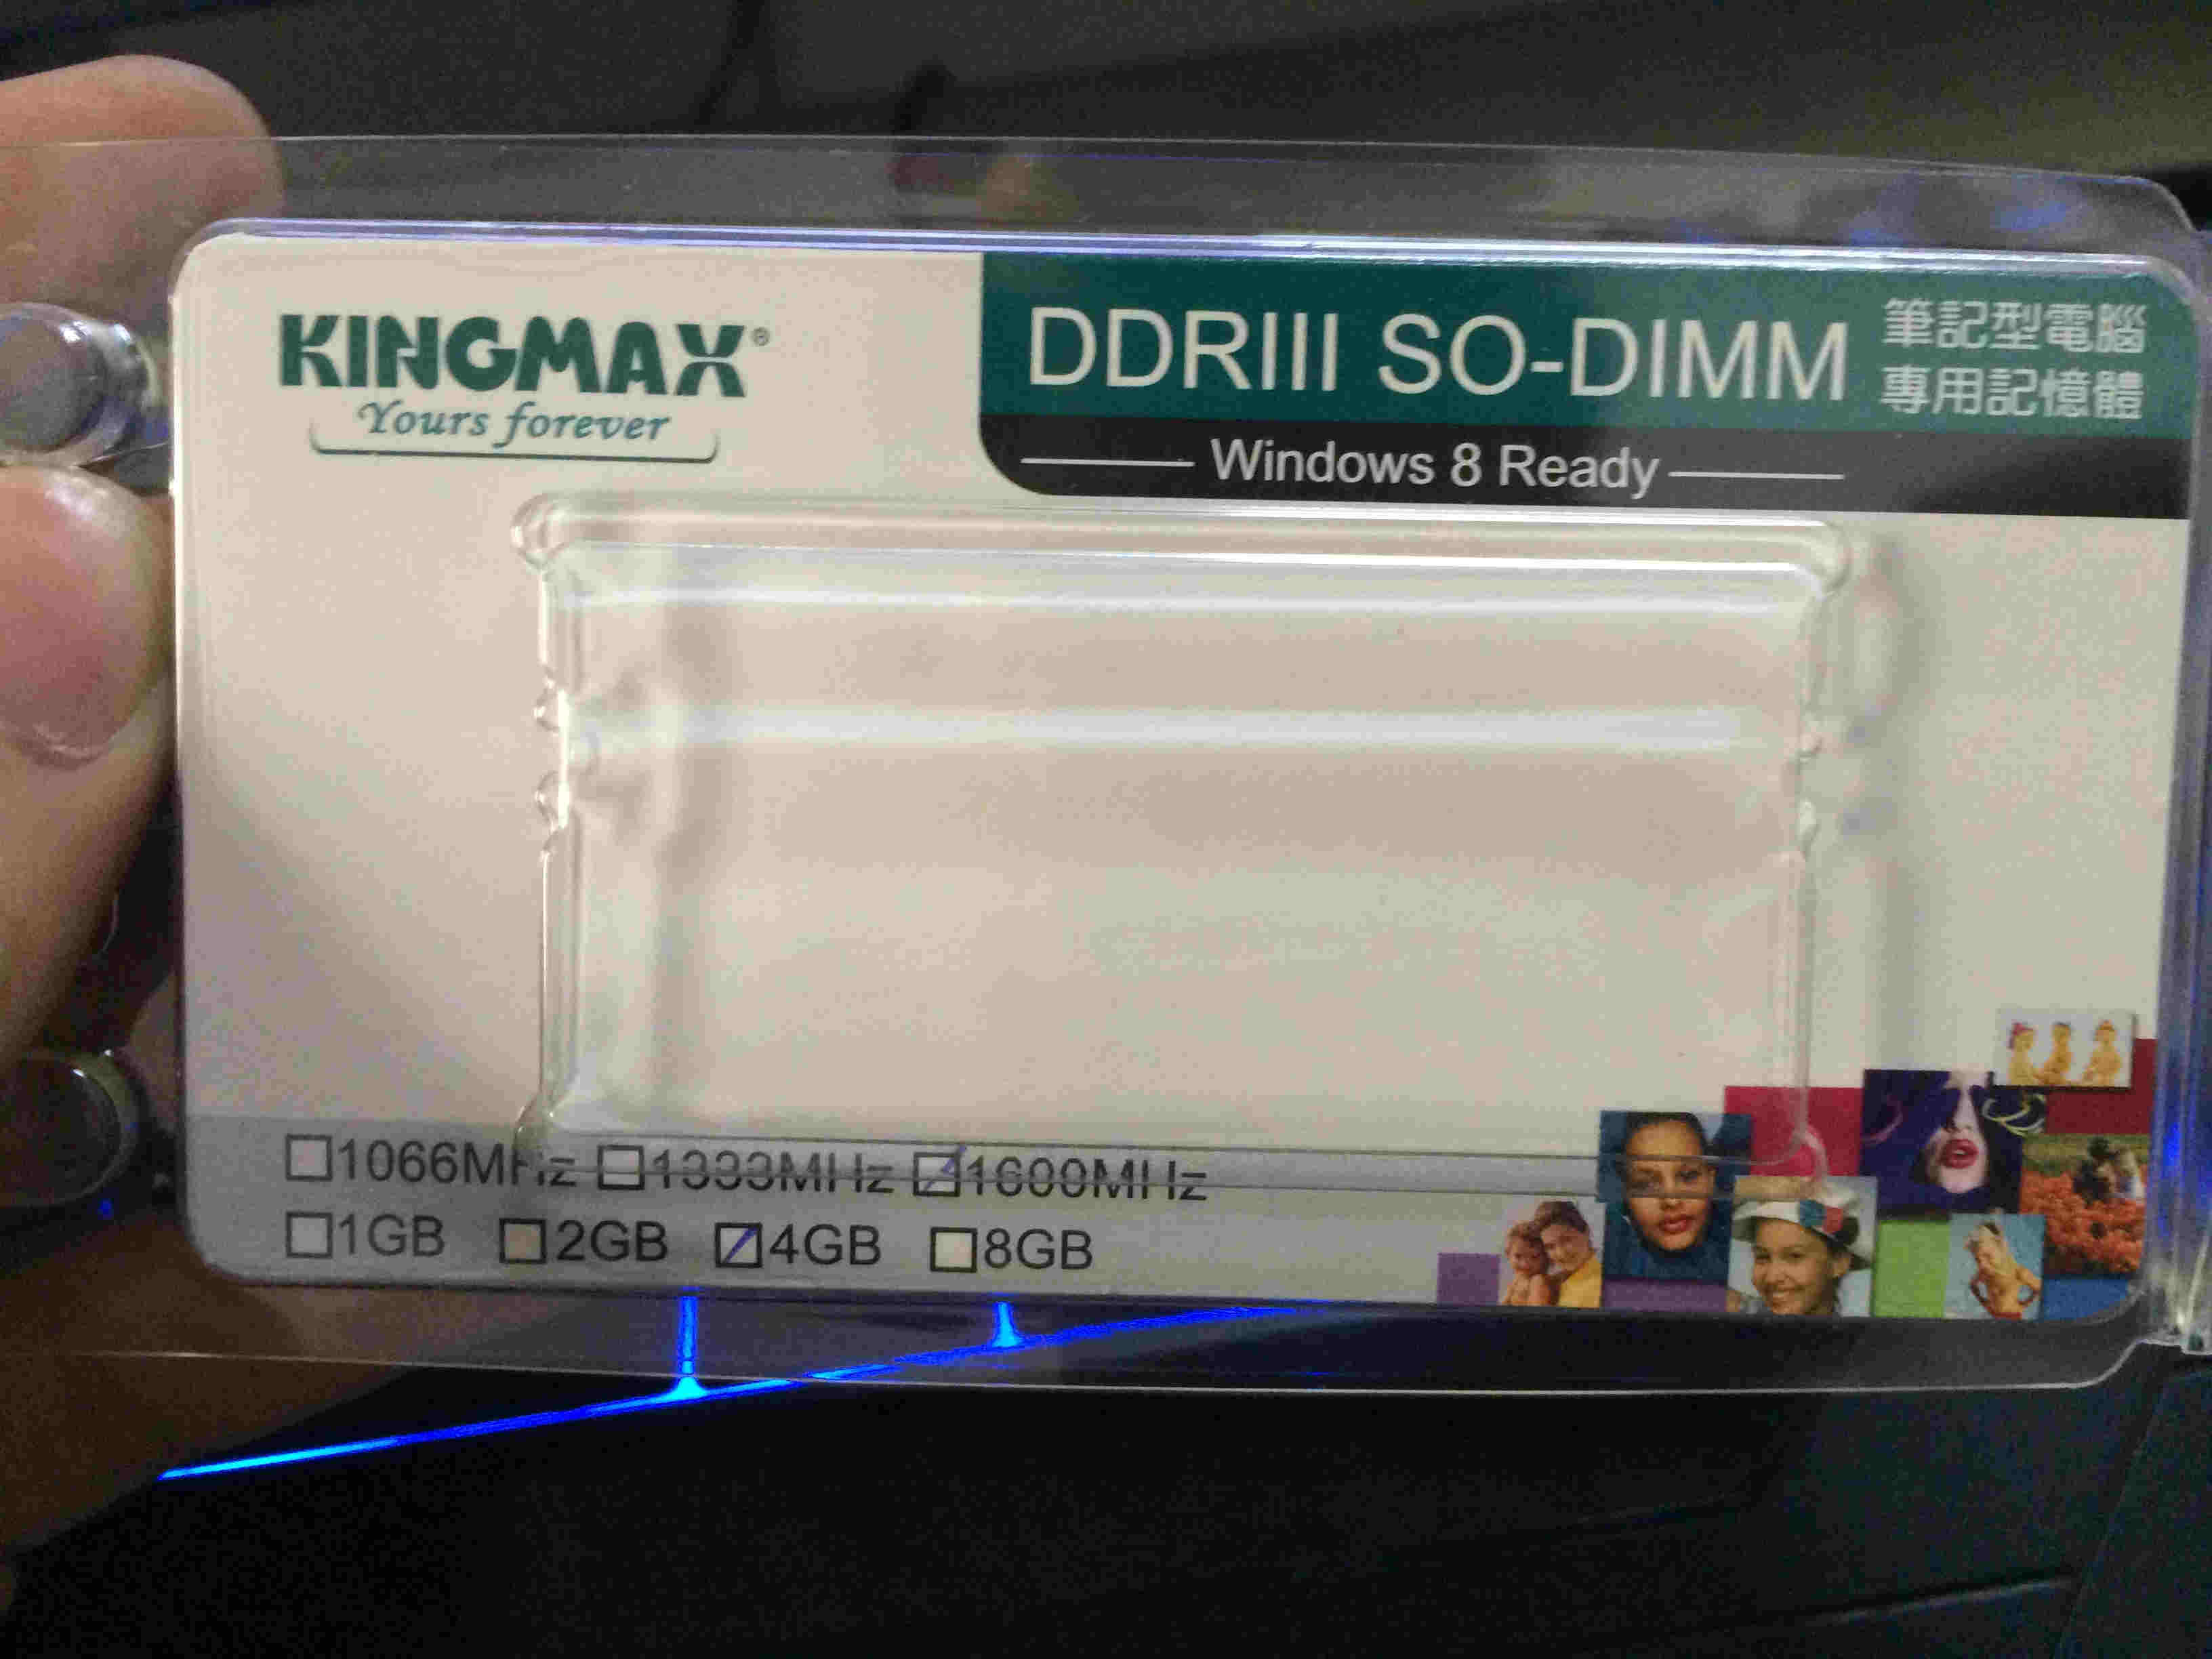 KINGMAX®
Yours forever
DDRIII SO-DIMM
筆記型電腦
專用記憶體
Windows 8 Ready
☐1066MHz ☐1333MHz ☑1600MHz
☐1GB ☐2GB ☑4GB ☐8GB